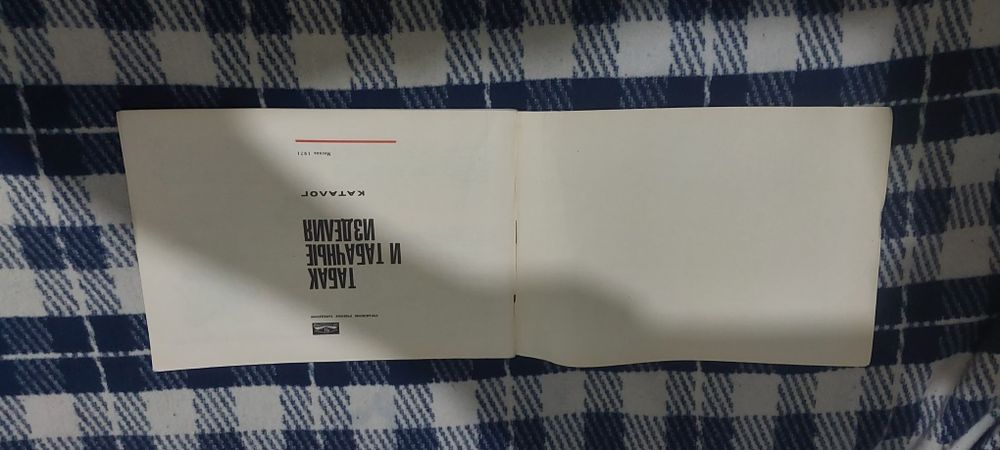 ТАБАК
И ТАБАЧНЫЕ
ИЗДЕЛИЯ
КАТАЛОГ
Москва 1971